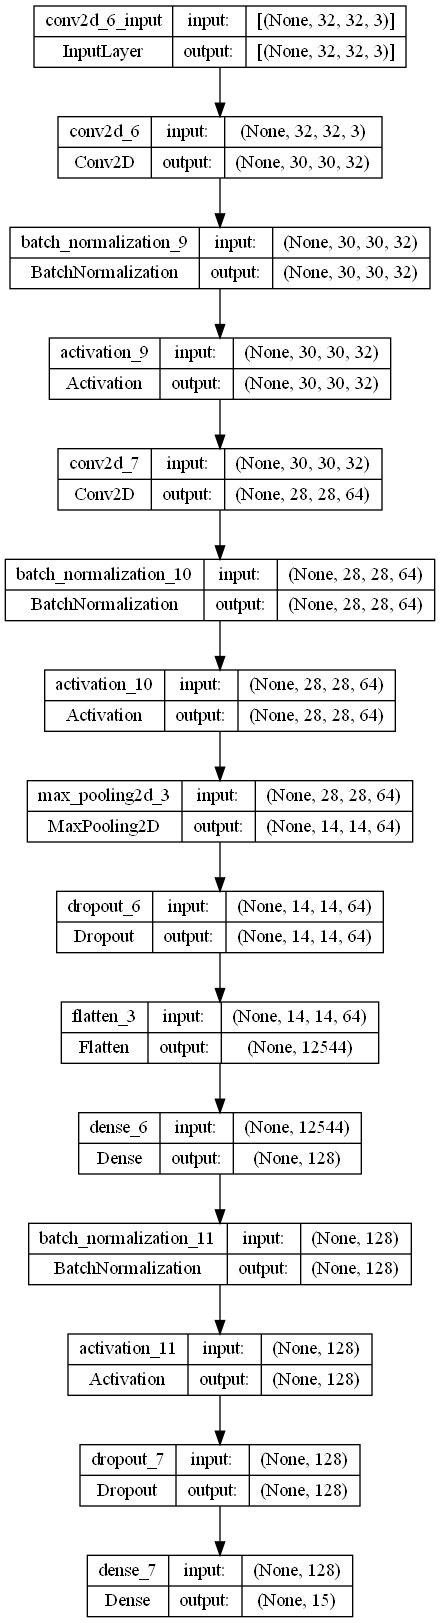 conv2d_6_input input: [(None, 32, 32, 3)]
InputLayer output: [(None, 32, 32, 3)]
conv2d_6 input: (None, 32, 32, 3)
Conv2D output: (None, 30, 30, 32)
batch_normalization_9 input: (None, 30, 30, 32)
BatchNormalization output: (None, 30, 30, 32)
activation_9 input: (None, 30, 30, 32)
Activation output: (None, 30, 30, 32)
conv2d_7 input: (None, 30, 30, 32)
Conv2D output: (None, 28, 28, 64)
batch_normalization_10 input: (None, 28, 28, 64)
BatchNormalization output: (None, 28, 28, 64)
activation_10 input: (None, 28, 28, 64)
Activation output: (None, 28, 28, 64)
max_pooling2d_3 input: (None, 28, 28, 64)
MaxPooling2D output: (None, 14, 14, 64)
dropout_6 input: (None, 14, 14, 64)
Dropout output: (None, 14, 14, 64)
flatten_3 input: (None, 14, 14, 64)
Flatten output: (None, 12544)
dense_6 input: (None, 12544)
Dense output: (None, 128)
batch_normalization_11 input: (None, 128)
BatchNormalization output: (None, 128)
activation_11 input: (None, 128)
Activation output: (None, 128)
dropout_7 input: (None, 128)
Dropout output: (None, 128)
dense_7 input: (None, 128)
Dense output: (None, 15)